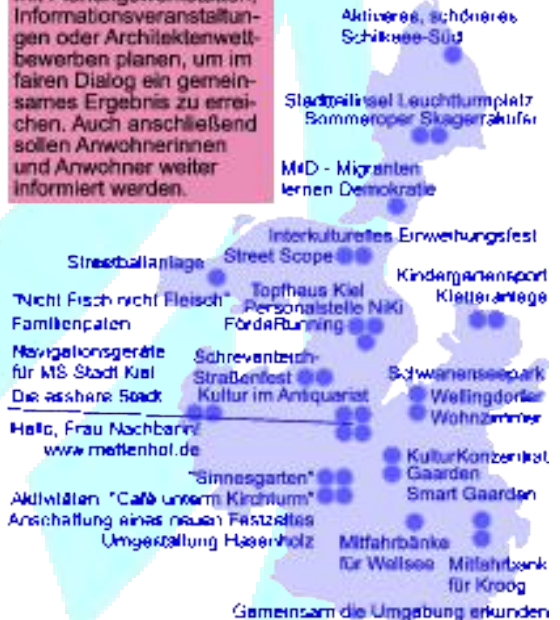 Informationsveranstaltun-
gen oder Architektenwett-
bewerben planen, um im
fairen Dialog ein gemein-
sames Ergebnis zu errei-
chen. Auch anschließend
sollen Anwohnerinnen
und Anwohner weiter
informiert werden.
Aktiveres, schöneres
Schilksee-Süd
Stadtteilinsel Leuchtturmplatz
Sommeroper Skagerrakufer
MilD - Migranten
lernen Demokratie
Interkulturelles Einweihungsfest
Street Scope
Streetballanlage
Kindergartensport
Kletteranlage
"Nicht Fisch nicht Fleisch"
Topfhaus Kiel
Personalstelle NiKi
Familienpaten
FördeRunning
Navigationsgeräte
für MS Stadt Kiel
Schreventeich-
Straßenfest
Schwanenseepark
Die essbare Stadt
Kultur im Antiquariat
Wellingdorfer
Wohnzimmer
Hallo, Frau Nachbarin!
www.mettenhof.de
KulturKonzentrat
Gaarden
Smart Gaarden
"Sinnesgarten"
Aktivitäten "Café unterm Kirchturm"
Anschaffung eines neuen Festzeltes
Umgestaltung Hasenholz
Mitfahrbänke
für Wellsee
Mitfahrbank
für Kroog
Gemeinsam die Umgebung erkunden